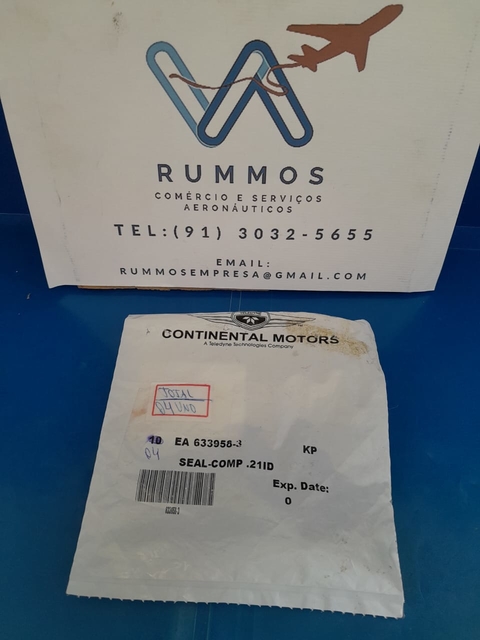 RUMMOS
COMÉRCIO E SERVIÇOS
AERONÁUTICOS
TEL:(91) 3032-5655
EMAIL:
RUMMOSEMPRESA@GMAIL.COM
CONTINENTAL MOTORS
A Teledyne Technologies Company
TOTAL
04 UND
10 EA 633958-3 KP
04
SEAL-COMP .21ID
Exp. Date:
0